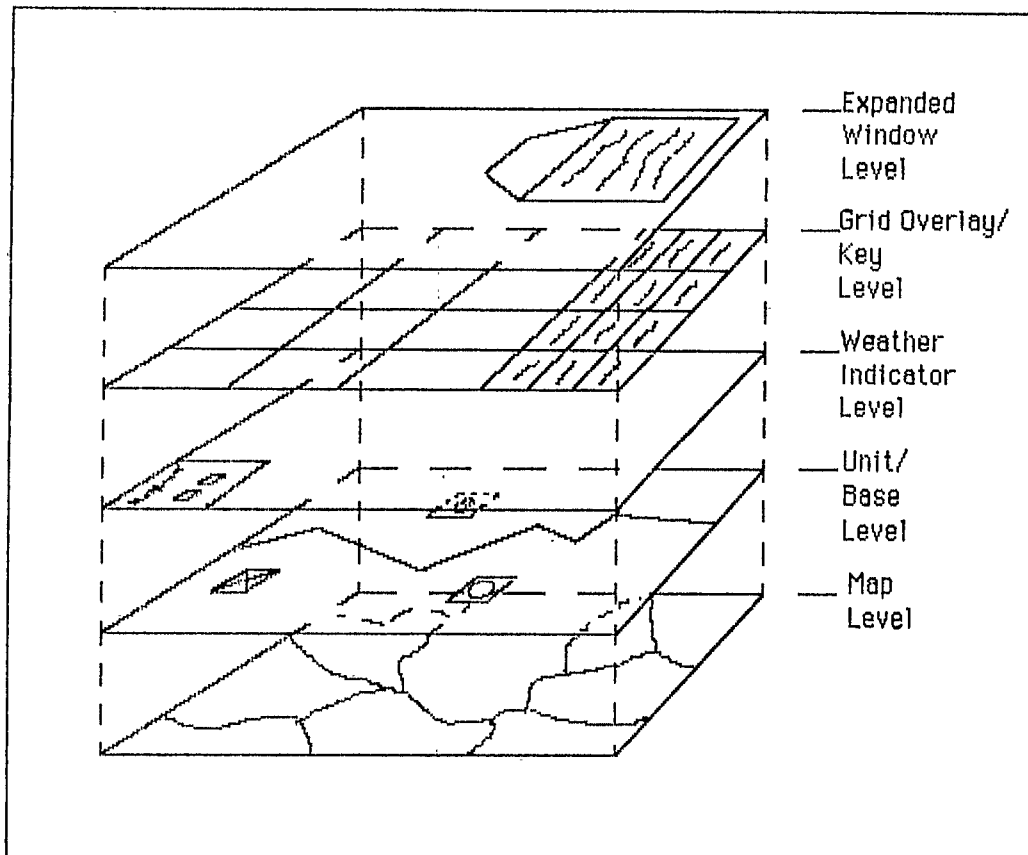 Expanded
Window
Level
Grid Overlay/
Key
Level
Weather
Indicator
Level
Unit/
Base
Level
Map
Level